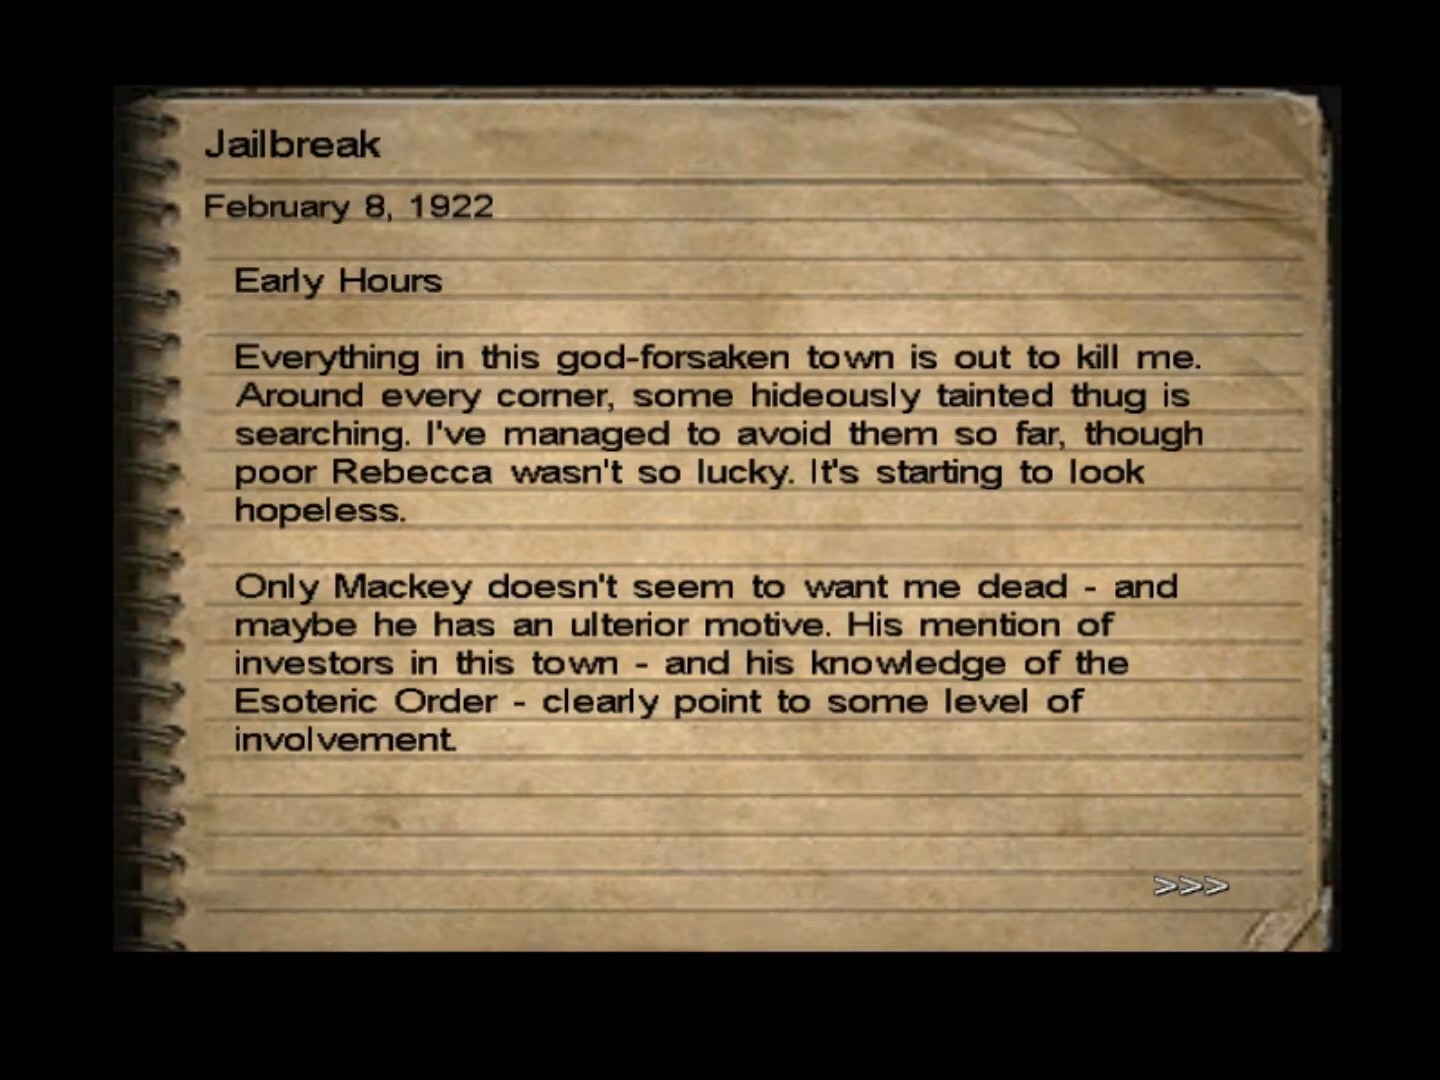 Jailbreak
February 8, 1922
Early Hours
Everything in this god-forsaken town is out to kill me.
Around every corner, some hideously tainted thug is
searching. I've managed to avoid them so far, though
poor Rebecca wasn't so lucky. It's starting to look
hopeless.
Only Mackey doesn't seem to want me dead - and
maybe he has an ulterior motive. His mention of
investors in this town - and his knowledge of the
Esoteric Order - clearly point to some level of
involvement.
>>>